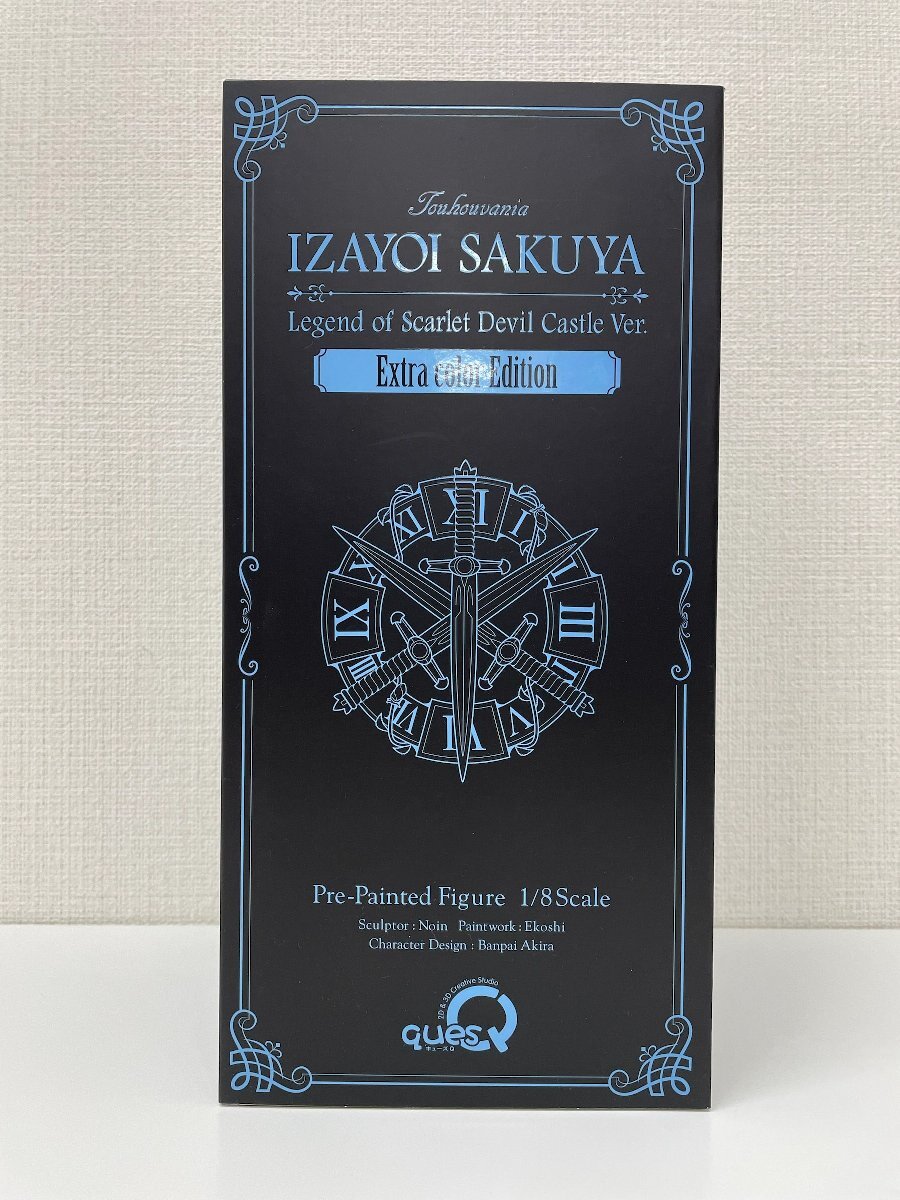 Touhouvania
IZAYOI SAKUYA
Legend of Scarlet Devil Castle Ver.
Extra color Edition
XII
XI
I
X
II
IX
III
VIII
VII
V
VI
Pre-Painted Figure 1/8 Scale
Sculptor : Noin Paintwork : Ekoshi
Character Design : Banpai Akira
2D & 3D Creative Studio
quesQ
キューズQ